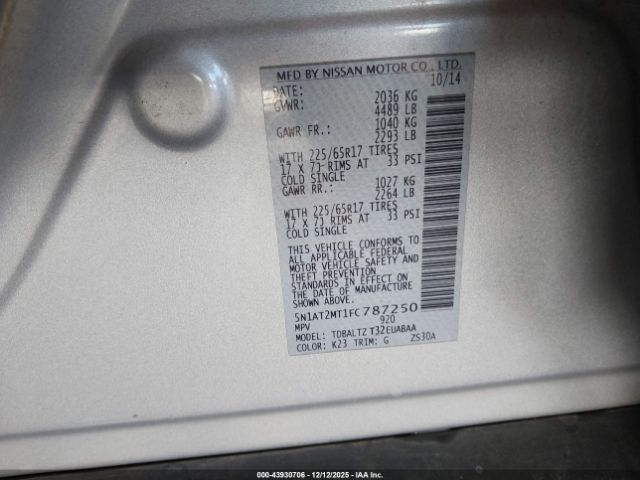 MFD BY NISSAN MOTOR CO., LTD.
DATE: 10/14
GVWR: 2036 KG
4489 LB
GAWR FR.: 1040 KG
2293 LB
WITH 225/65R17 TIRES
17 X 7J RIMS AT 33 PSI
COLD SINGLE
GAWR RR.: 1027 KG
2264 LB
WITH 225/65R17 TIRES
17 X 7J RIMS AT 33 PSI
COLD SINGLE
THIS VEHICLE CONFORMS TO
ALL APPLICABLE FEDERAL
MOTOR VEHICLE SAFETY AND
THEFT PREVENTION
STANDARDS IN EFFECT ON
THE DATE OF MANUFACTURE
SHOWN ABOVE.
5N1AT2MT1FC787250
MPV 920
MODEL: TDBALTZ T32EUABAA
COLOR: K23 TRIM: G ZS30A
000-43930706 - 12/12/2025 - IAA Inc.